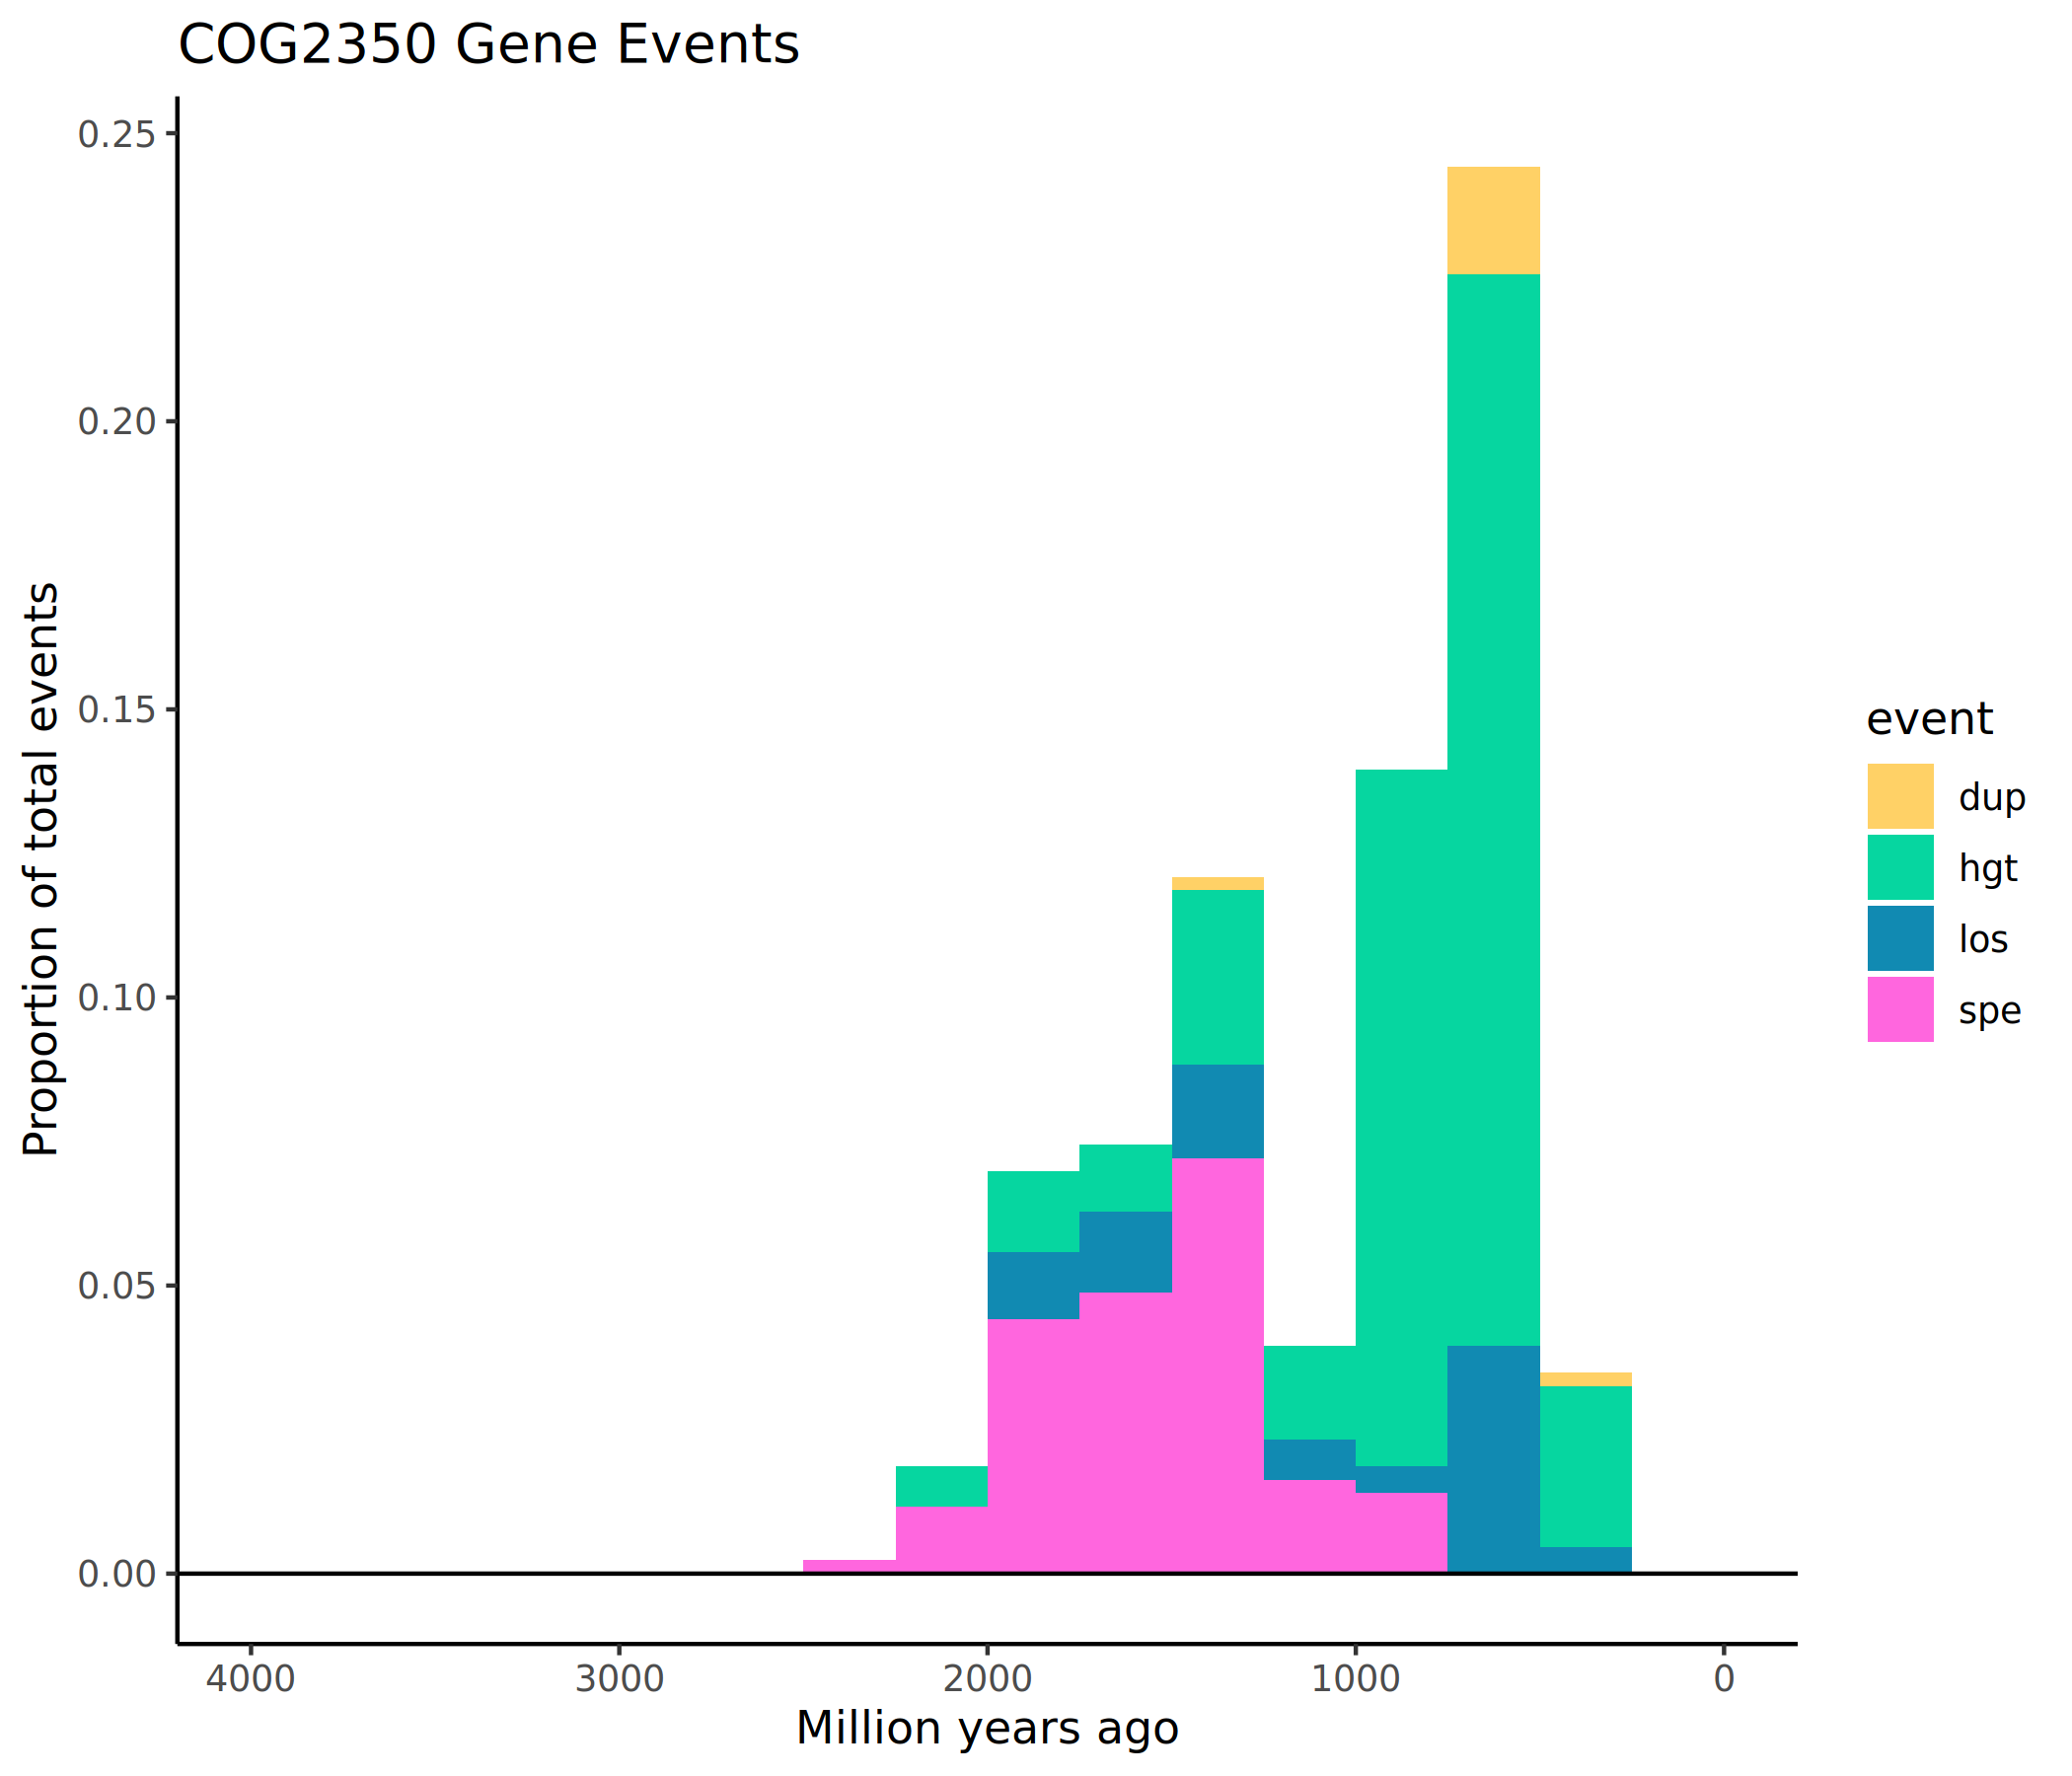 COG2350 Gene Events
Proportion of total events
0.25
0.20
0.15
0.10
0.05
0.00
4000 3000 2000 1000 0
Million years ago
event
dup
hgt
los
spe